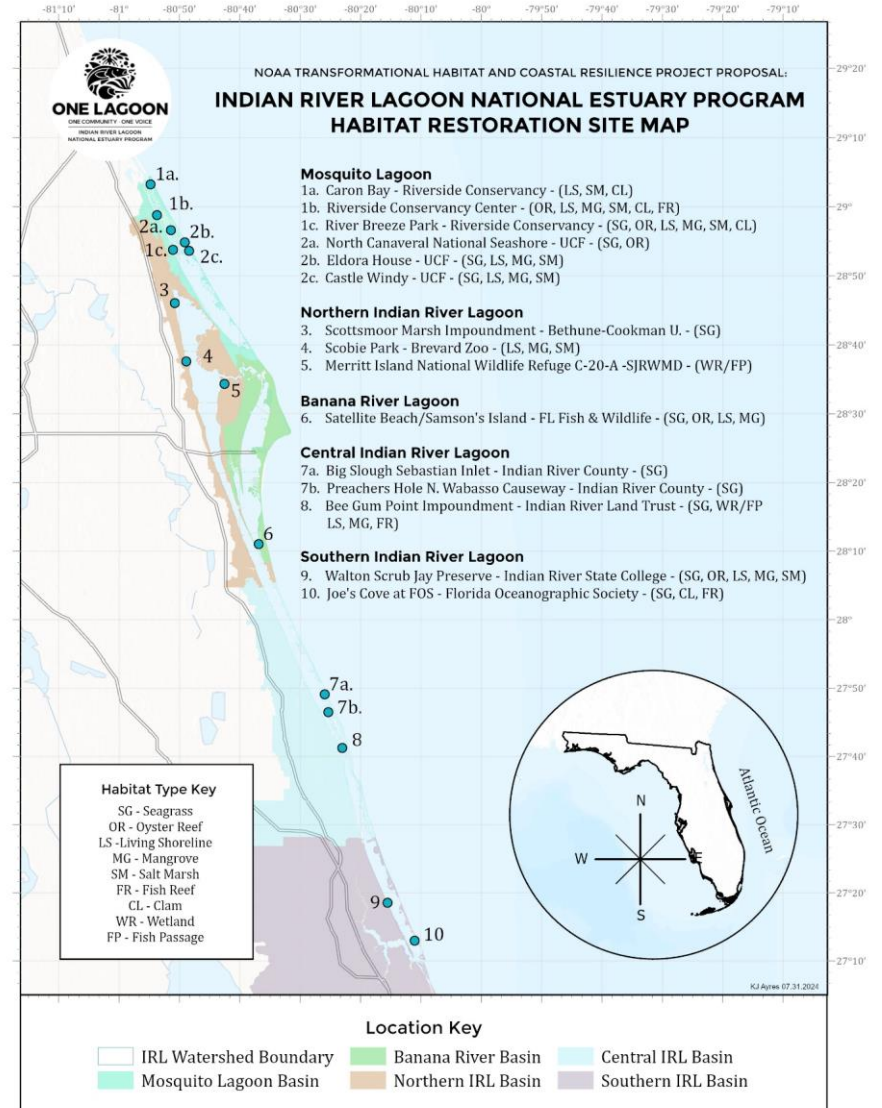 -81°10' -81° -80°50' -80°40' -80°30' -80°20' -80°10' -80° -79°50' -79°40' -79°30' -79°20' -79°10'
ONE LAGOON
ONE COMMUNITY · ONE VOICE
INDIAN RIVER LAGOON
NATIONAL ESTUARY PROGRAM
NOAA TRANSFORMATIONAL HABITAT AND COASTAL RESILIENCE PROJECT PROPOSAL:
INDIAN RIVER LAGOON NATIONAL ESTUARY PROGRAM
HABITAT RESTORATION SITE MAP
Mosquito Lagoon
1a. Caron Bay - Riverside Conservancy - (LS, SM, CL)
1b. Riverside Conservancy Center - (OR, LS, MG, SM, CL, FR)
1c. River Breeze Park - Riverside Conservancy - (SG, OR, LS, MG, SM, CL)
2a. North Canaveral National Seashore - UCF - (SG, OR)
2b. Eldora House - UCF - (SG, LS, MG, SM)
2c. Castle Windy - UCF - (SG, LS, MG, SM)
Northern Indian River Lagoon
3. Scottsmoor Marsh Impoundment - Bethune-Cookman U. - (SG)
4. Scobie Park - Brevard Zoo - (LS, MG, SM)
5. Merritt Island National Wildlife Refuge C-20-A -SJRWMD - (WR/FP)
Banana River Lagoon
6. Satellite Beach/Samson's Island - FL Fish & Wildlife - (SG, OR, LS, MG)
Central Indian River Lagoon
7a. Big Slough Sebastian Inlet - Indian River County - (SG)
7b. Preachers Hole N. Wabasso Causeway - Indian River County - (SG)
8. Bee Gum Point Impoundment - Indian River Land Trust - (SG, WR/FP
LS, MG, FR)
Southern Indian River Lagoon
9. Walton Scrub Jay Preserve - Indian River State College - (SG, OR, LS, MG, SM)
10. Joe's Cove at FOS - Florida Oceanographic Society - (SG, CL, FR)
1a.
1b.
2a.
2b.
1c.
2c.
3
4
5
6
7a.
7b.
8
9
10
29°20'
29°10'
29°
28°50'
28°40'
28°30'
28°20'
28°10'
28°
27°50'
27°40'
27°30'
27°20'
27°10'
Habitat Type Key
SG - Seagrass
OR - Oyster Reef
LS -Living Shoreline
MG - Mangrove
SM - Salt Marsh
FR - Fish Reef
CL - Clam
WR - Wetland
FP - Fish Passage
Atlantic Ocean
N
W
E
S
KJ Ayres 07.31.2024
Location Key
IRL Watershed Boundary
Banana River Basin
Central IRL Basin
Mosquito Lagoon Basin
Northern IRL Basin
Southern IRL Basin